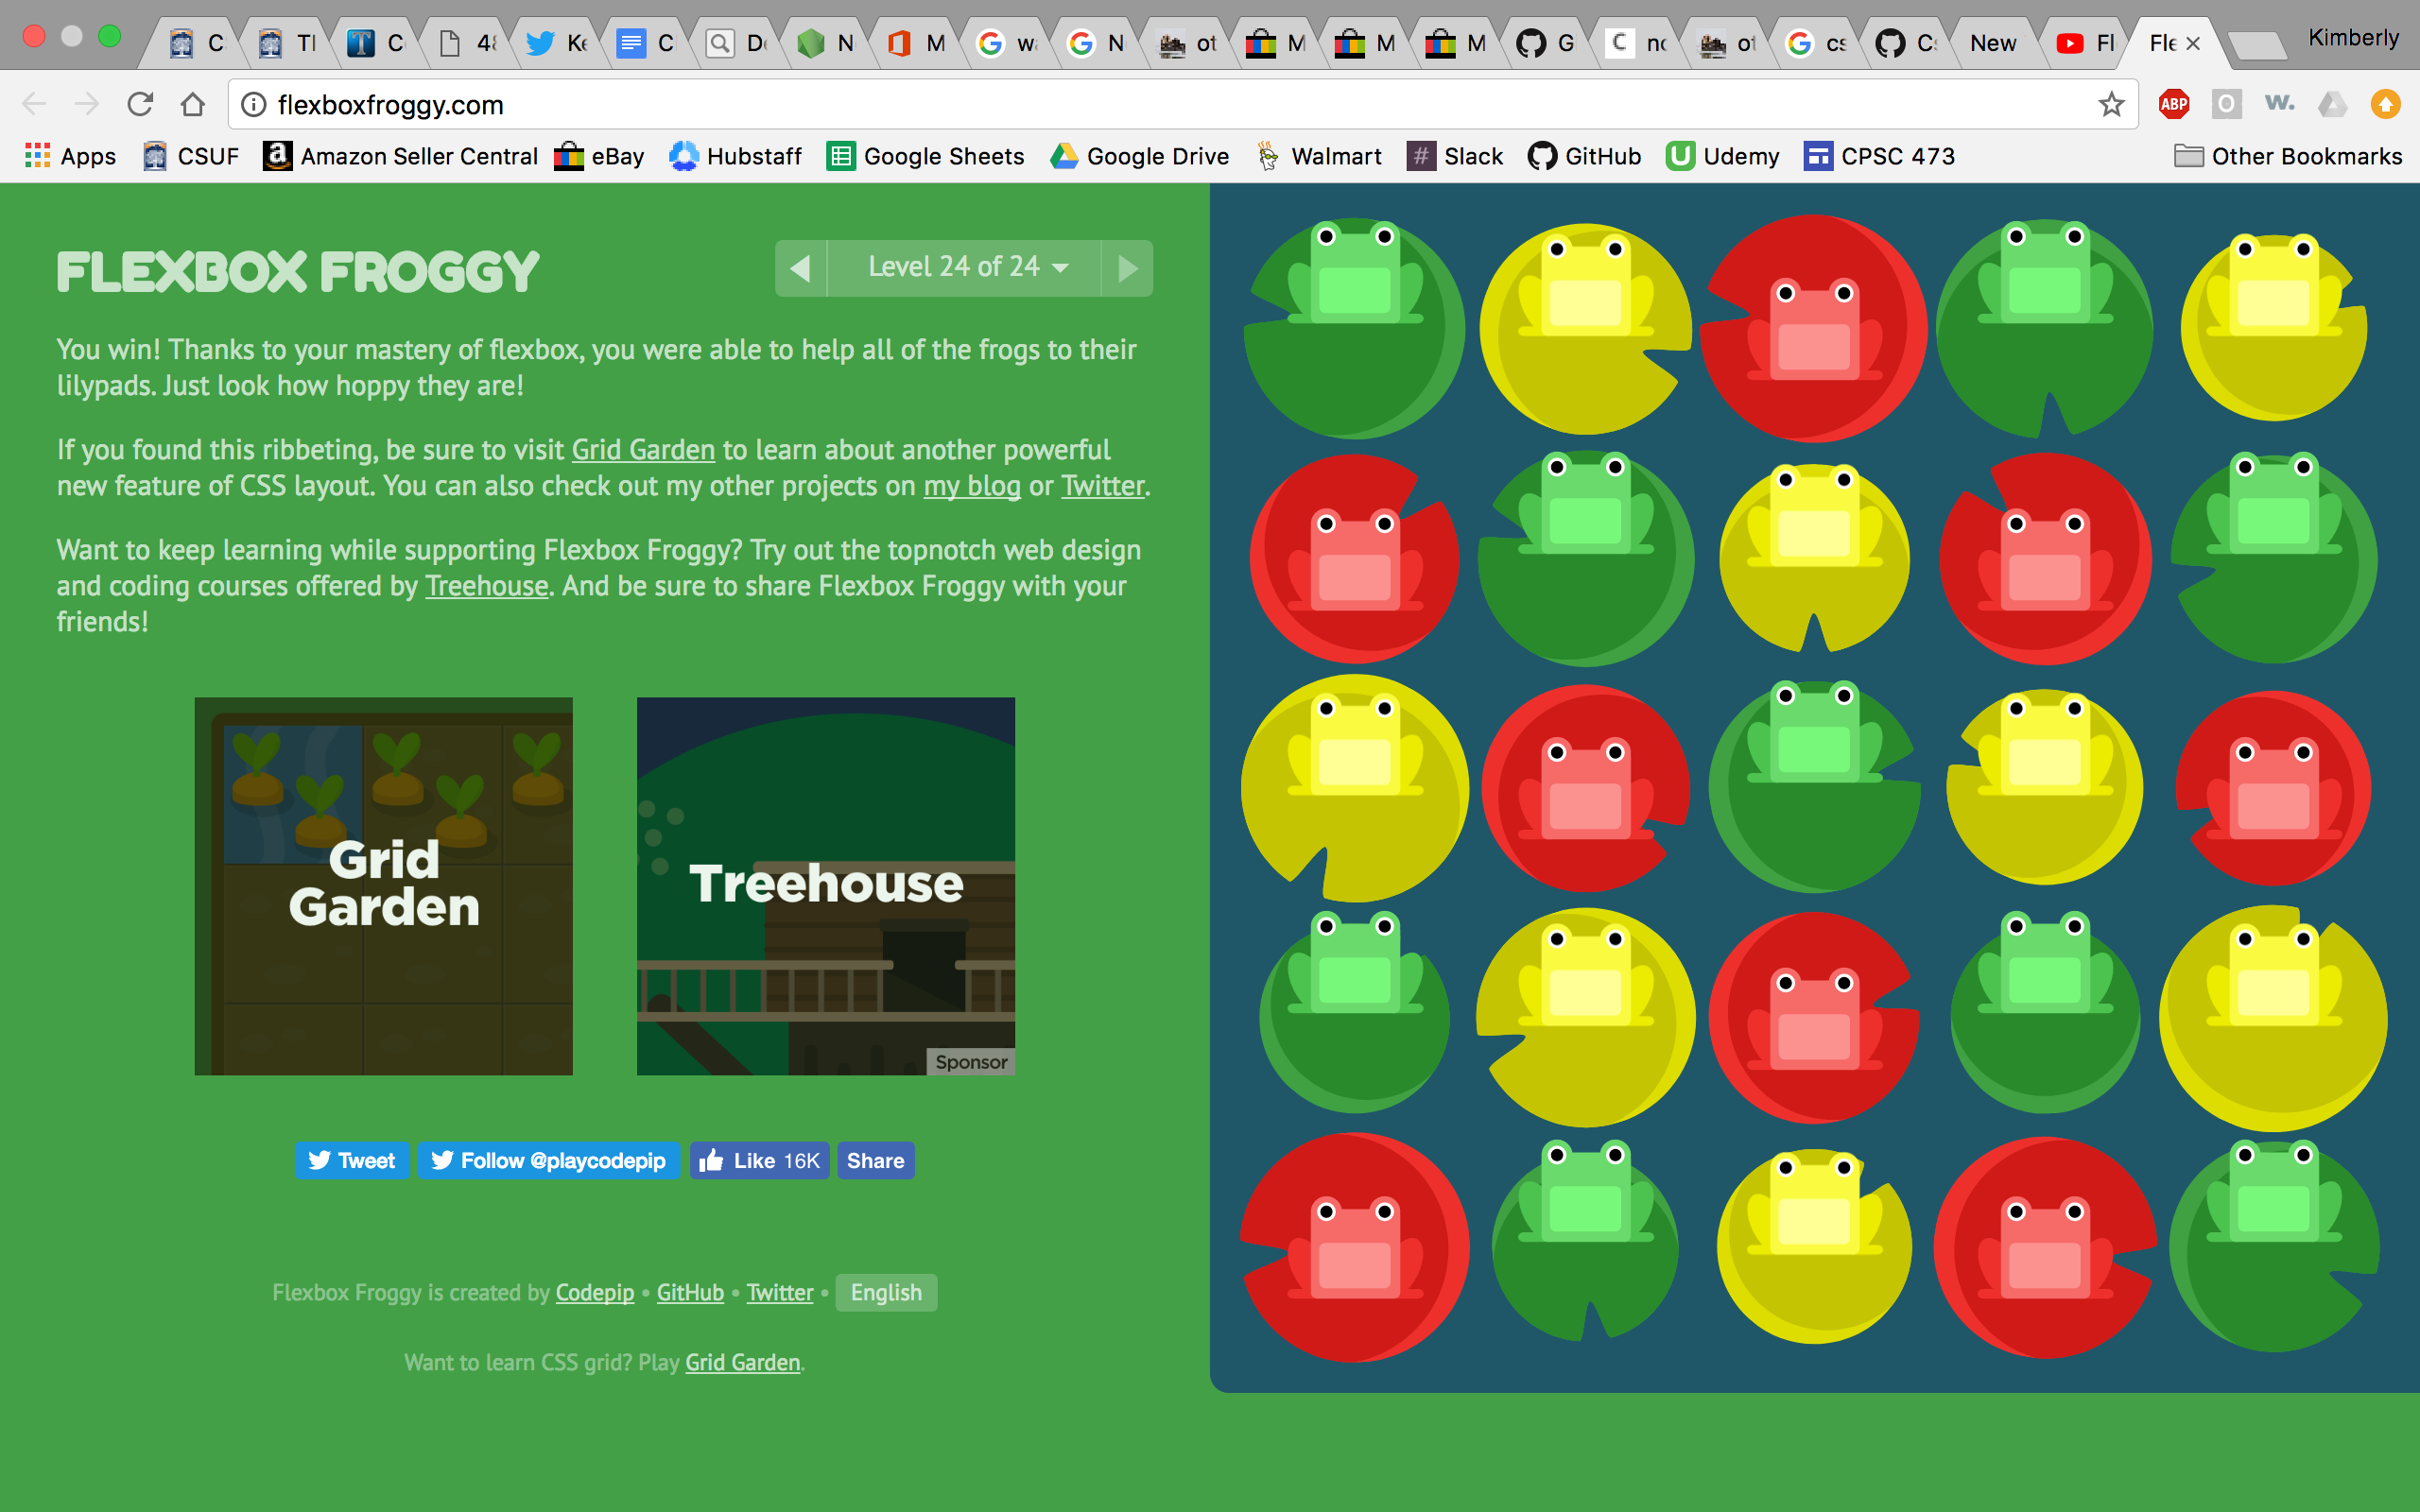 C
Tl
C
48
Ke
C
De
N
M
wa
N
ot
M
M
M
G
nc
ot
cs
C
New
Fl
Fle
Kimberly
flexboxfroggy.com
ABP
O
w.
Apps
CSUF
Amazon Seller Central
eBay
Hubstaff
Google Sheets
Google Drive
Walmart
Slack
GitHub
Udemy
CPSC 473
Other Bookmarks
FLEXBOX FROGGY
Level 24 of 24
You win! Thanks to your mastery of flexbox, you were able to help all of the frogs to their
lilypads. Just look how hoppy they are!
If you found this ribbeting, be sure to visit Grid Garden to learn about another powerful
new feature of CSS layout. You can also check out my other projects on my blog or Twitter.
Want to keep learning while supporting Flexbox Froggy? Try out the topnotch web design
and coding courses offered by Treehouse. And be sure to share Flexbox Froggy with your
friends!
Grid
Garden
Treehouse
Sponsor
Tweet
Follow @playcodepip
Like 16K
Share
Flexbox Froggy is created by Codepip • GitHub • Twitter • English
Want to learn CSS grid? Play Grid Garden.